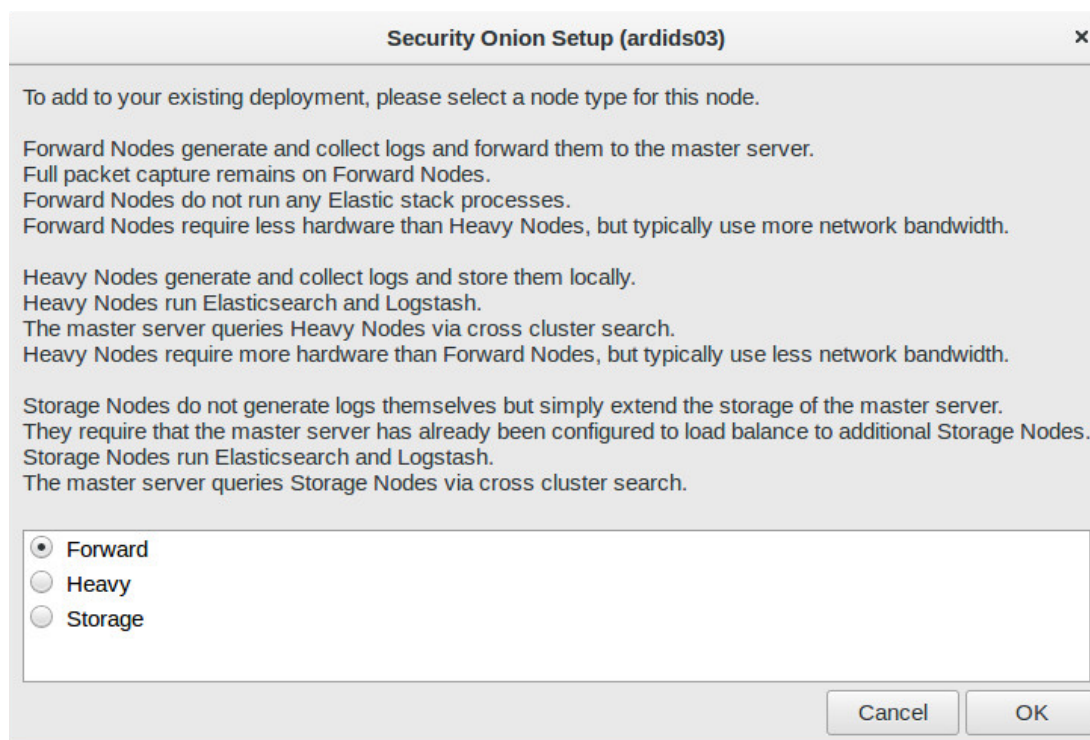 Security Onion Setup (ardids03)
To add to your existing deployment, please select a node type for this node.
Forward Nodes generate and collect logs and forward them to the master server.
Full packet capture remains on Forward Nodes.
Forward Nodes do not run any Elastic stack processes.
Forward Nodes require less hardware than Heavy Nodes, but typically use more network bandwidth.
Heavy Nodes generate and collect logs and store them locally.
Heavy Nodes run Elasticsearch and Logstash.
The master server queries Heavy Nodes via cross cluster search.
Heavy Nodes require more hardware than Forward Nodes, but typically use less network bandwidth.
Storage Nodes do not generate logs themselves but simply extend the storage of the master server.
They require that the master server has already been configured to load balance to additional Storage Nodes.
Storage Nodes run Elasticsearch and Logstash.
The master server queries Storage Nodes via cross cluster search.
Forward
Heavy
Storage
Cancel OK